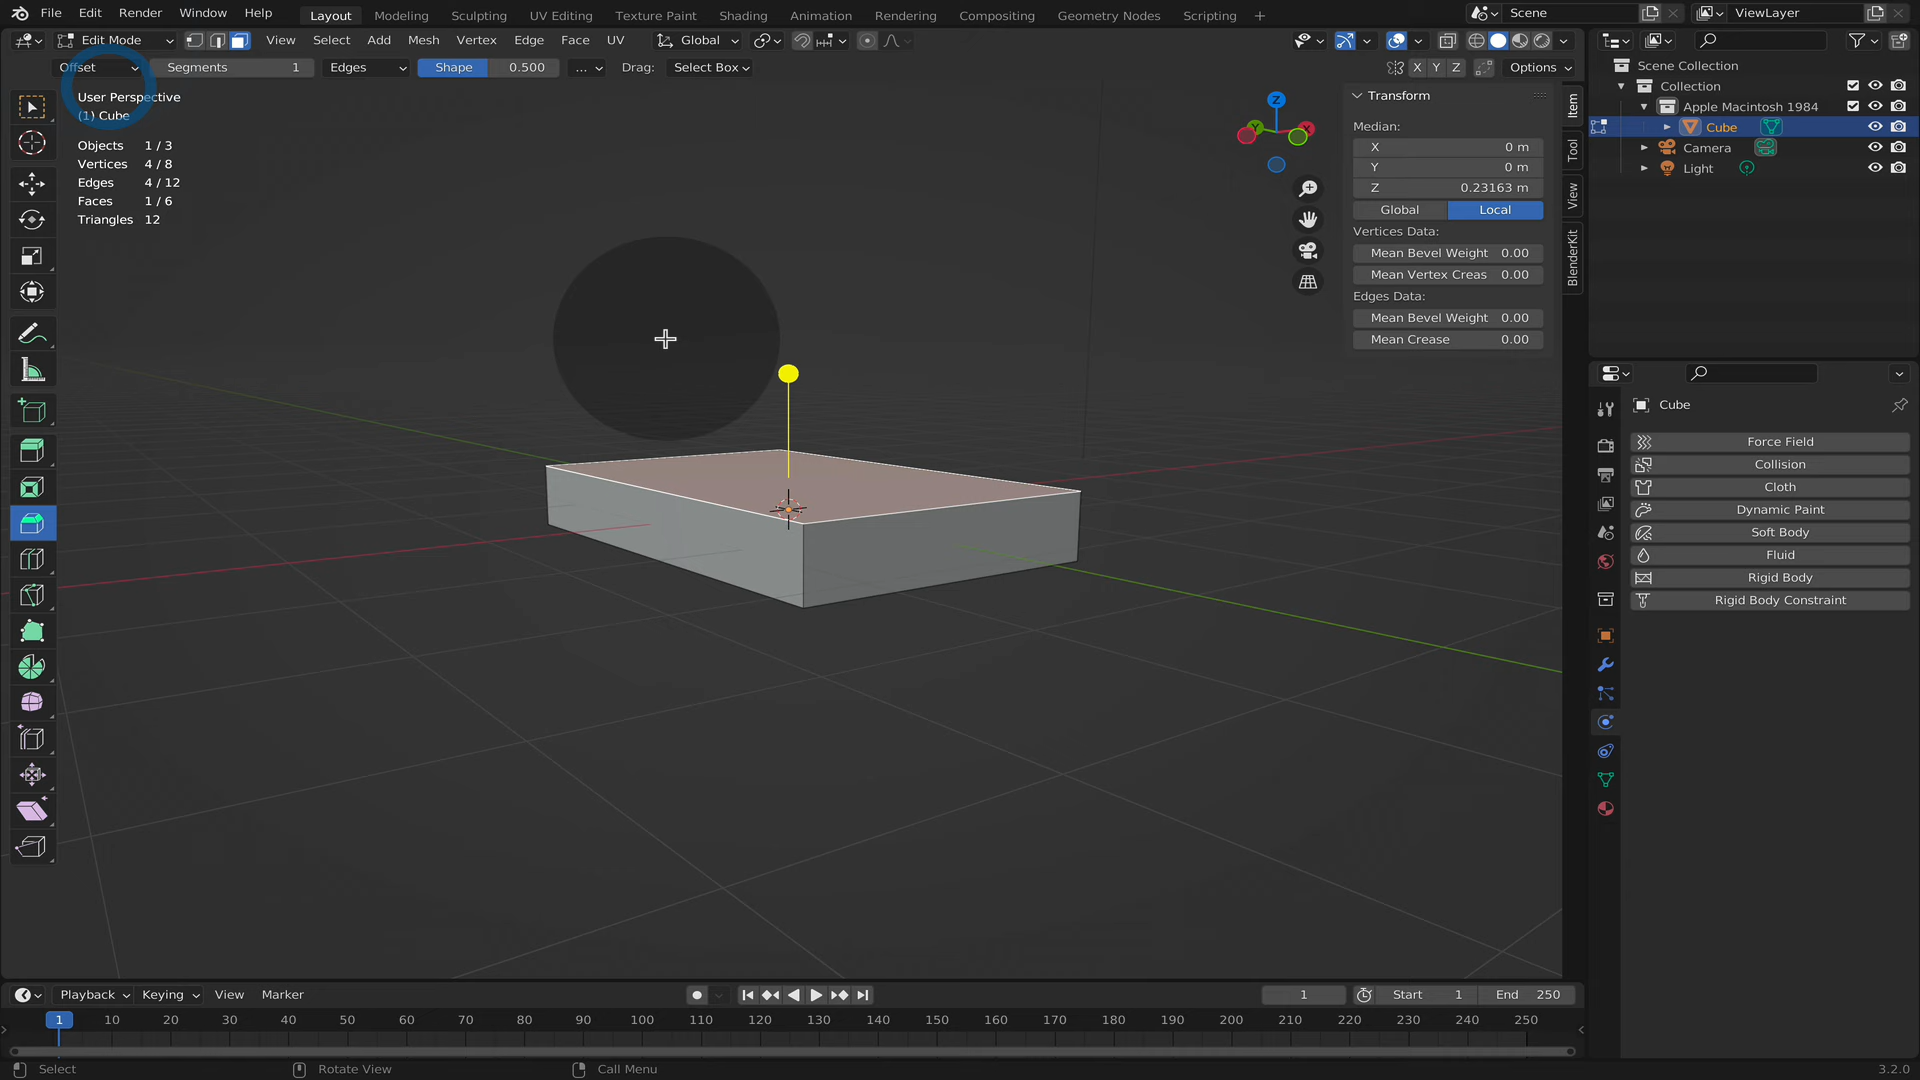 File Edit Render Window Help Layout Modeling Sculpting UV Editing Texture Paint Shading Animation Rendering Compositing Geometry Nodes Scripting + Scene ViewLayer
Edit Mode View Select Add Mesh Vertex Edge Face UV Global
Offset Segments 1 Edges Shape 0.500 ... Drag: Select Box X Y Z Options
User Perspective
(1) Cube
Objects 1 / 3
Vertices 4 / 8
Edges 4 / 12
Faces 1 / 6
Triangles 12
Z
Y
X
Transform
Median:
X 0 m
Y 0 m
Z 0.23163 m
Global Local
Vertices Data:
Mean Bevel Weight 0.00
Mean Vertex Creas 0.00
Edges Data:
Mean Bevel Weight 0.00
Mean Crease 0.00
Item
Tool
View
BlenderKit
Scene Collection
Collection
Apple Macintosh 1984
Cube
Camera
Light
Cube
Force Field
Collision
Cloth
Dynamic Paint
Soft Body
Fluid
Rigid Body
Rigid Body Constraint
Playback Keying View Marker 1 Start 1 End 250
1 10 20 30 40 50 60 70 80 90 100 110 120 130 140 150 160 170 180 190 200 210 220 230 240 250
Select Rotate View Call Menu 3.2.0